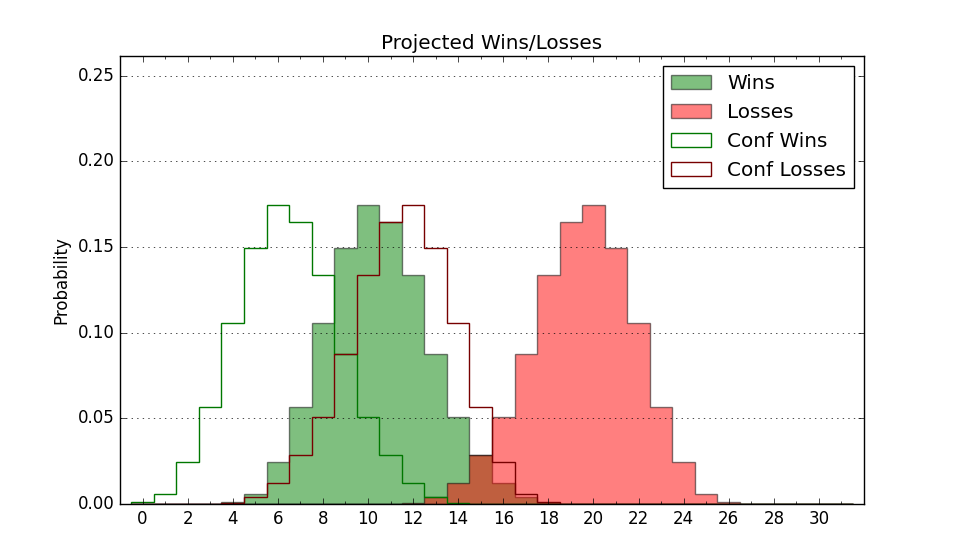 Projected Wins/Losses
Wins
Losses
Conf Wins
Conf Losses
Probability
0.25
0.20
0.15
0.10
0.05
0.00
0 2 4 6 8 10 12 14 16 18 20 22 24 26 28 30